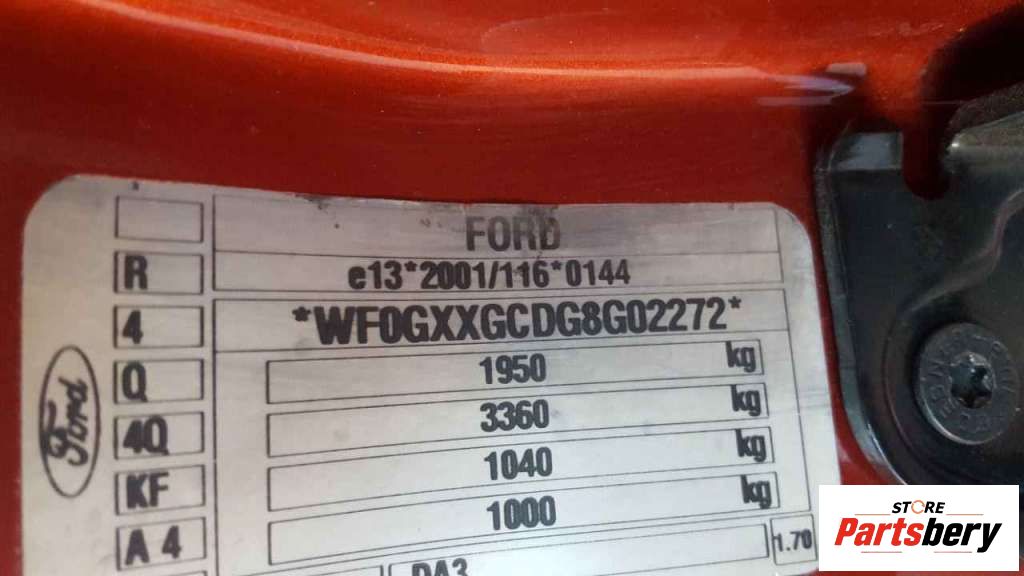 FORD
R e13*2001/116*0144
4 *WF0GXXGCDG8G02272*
Q 1950 kg
4Q 3360 kg
KF 1040 kg
A 4 1000 kg
1.70
DA3
Ford
STORE
Partsbery